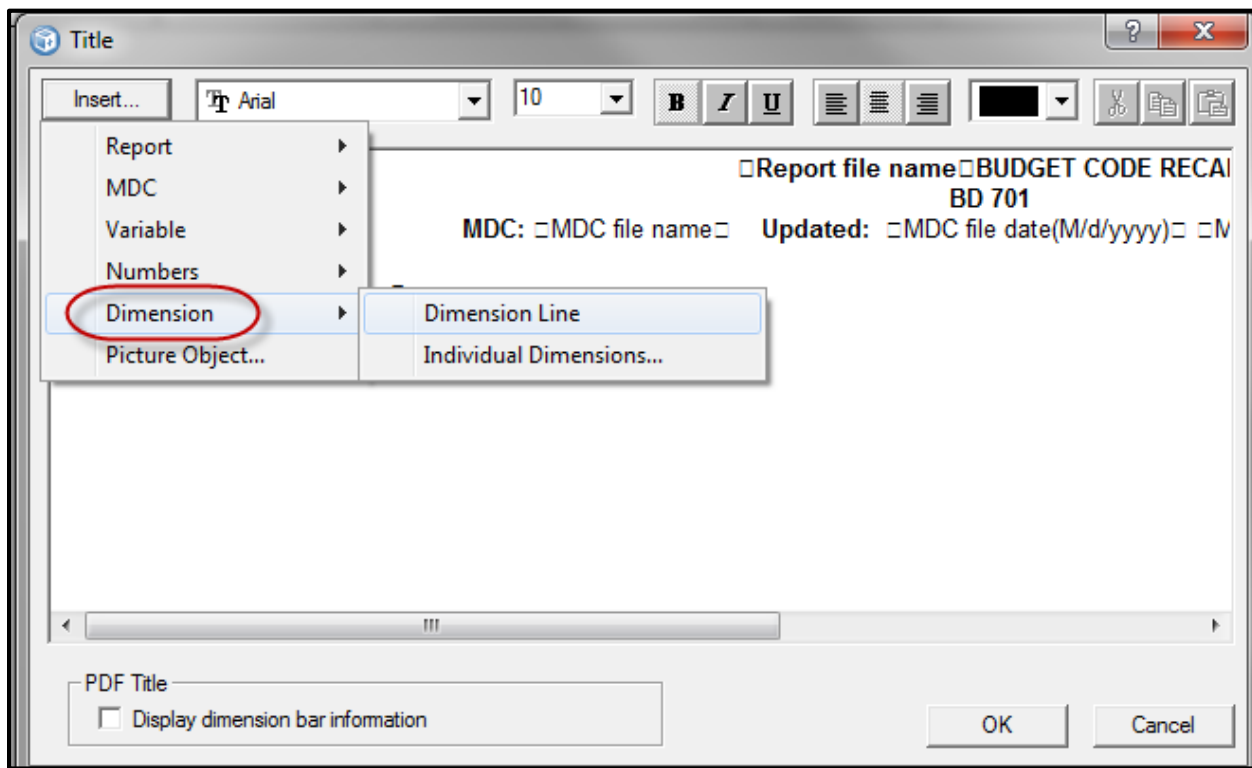 Title
Insert... Arial 10 B I U
Report
MDC
Variable
Numbers
Dimension
Picture Object...
Dimension Line
Individual Dimensions...
□Report file name□BUDGET CODE RECA
BD 701
MDC: □MDC file name□ Updated: □MDC file date(M/d/yyyy)□ □M
PDF Title
Display dimension bar information
OK Cancel